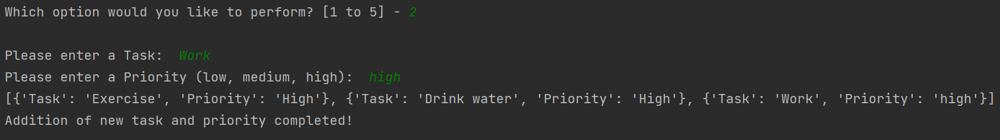 Which option would you like to perform? [1 to 5] - 2
Please enter a Task:  Work
Please enter a Priority (low, medium, high):  high
[{'Task': 'Exercise', 'Priority': 'High'}, {'Task': 'Drink water', 'Priority': 'High'}, {'Task': 'Work', 'Priority': 'high'}]
Addition of new task and priority completed!